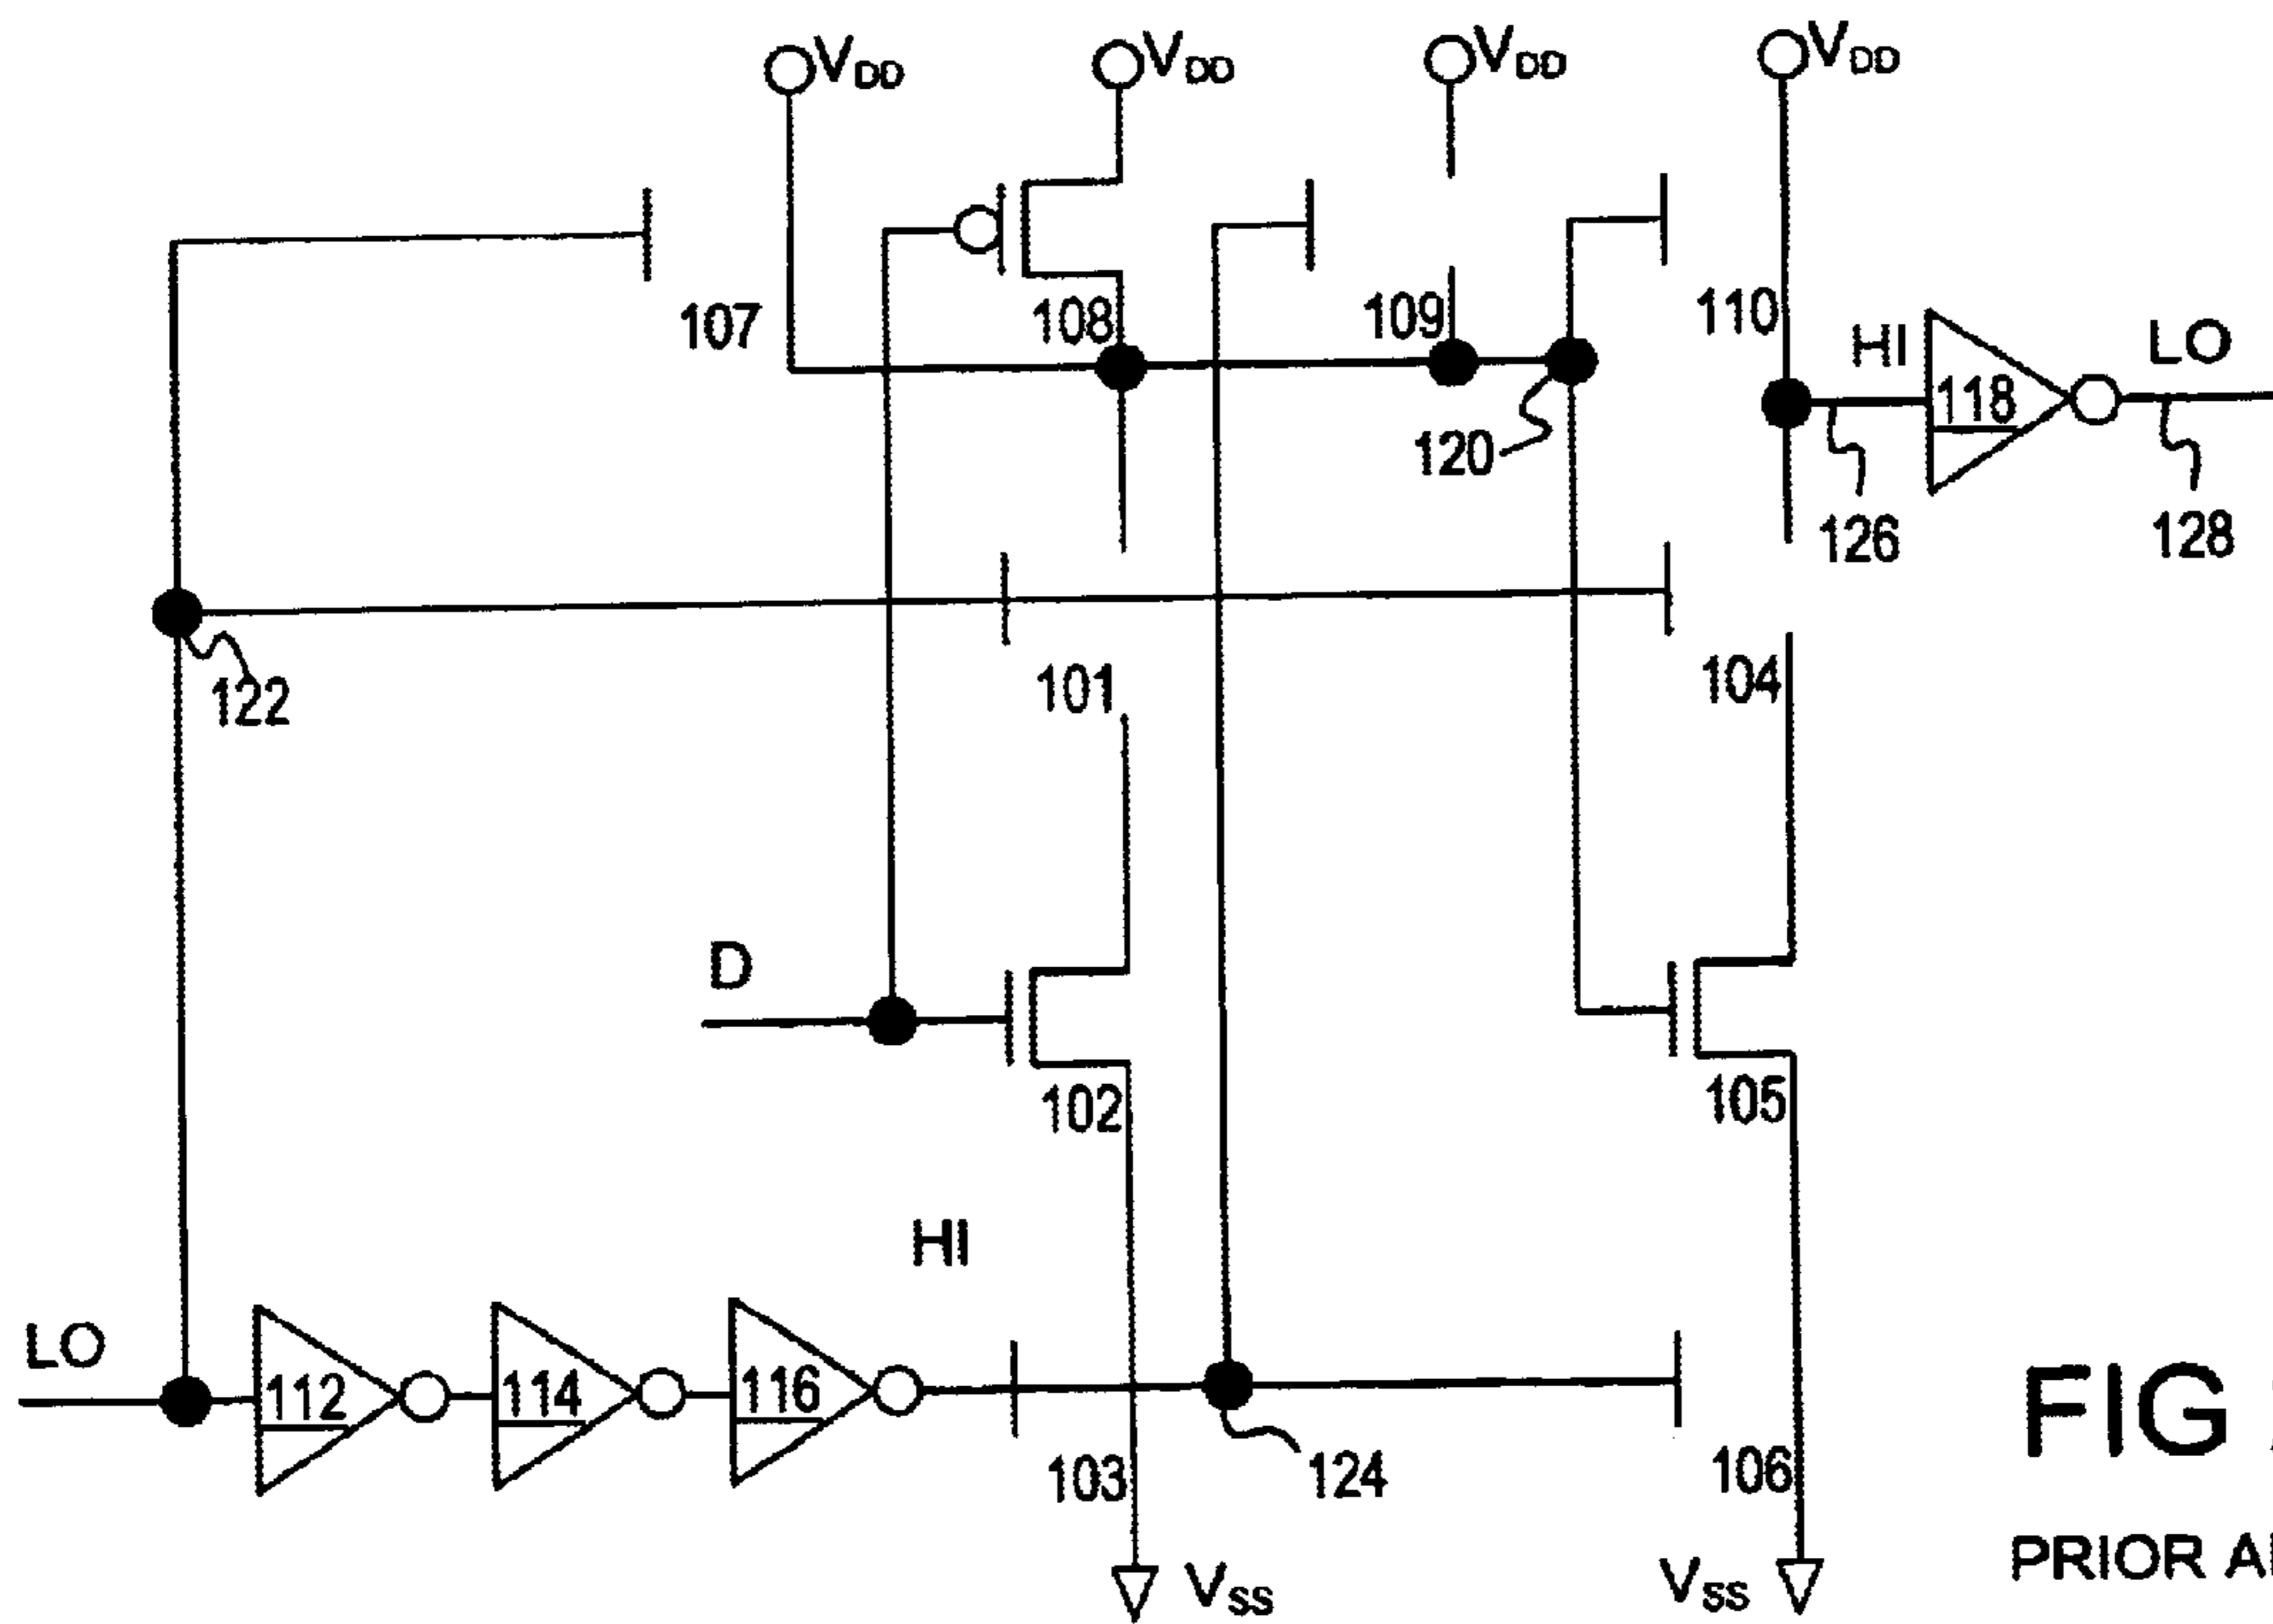 VDD VDD VDD VDD
107 108 109 110 HI 118 LO
120
126 128
122 101 104
D
102 105
HI
LO 112 114 116
103 124 106
FIG
PRIOR
VSS VSS